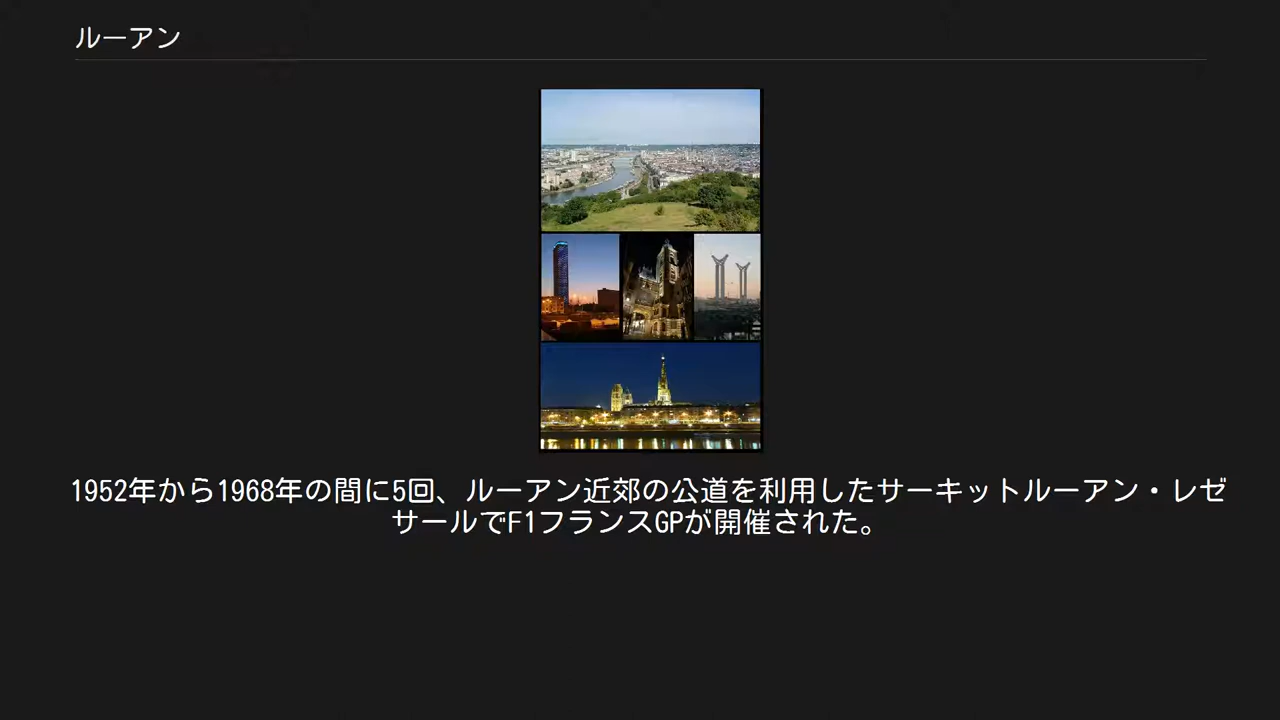 ルーアン
1952年から1968年の間に5回、ルーアン近郊の公道を利用したサーキットルーアン・レゼ
サールでF1フランスGPが開催された。